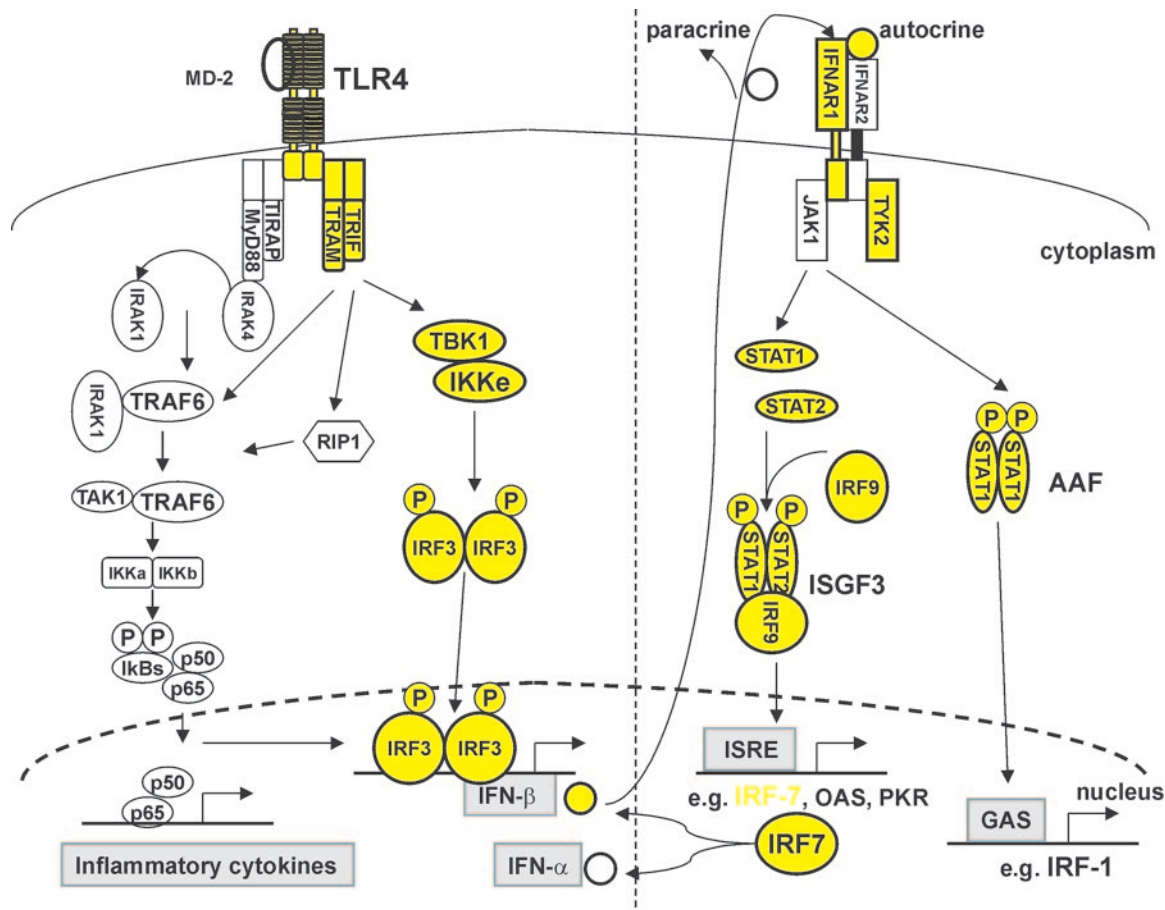 paracrine
autocrine
MD-2
TLR4
IFNAR1
IFNAR2
MyD88
TIRAP
TRAM
TRIF
JAK1
TYK2
cytoplasm
IRAK1
IRAK4
TBK1
IKKe
STAT1
STAT2
IRAK1
TRAF6
RIP1
P P
STAT1
STAT1
AAF
IRF9
TAK1
TRAF6
P P
IRF3 IRF3
P P
STAT1
STAT2
ISGF3
IRF9
IKKa IKKb
P P
IkBs
p50
p65
P P
IRF3 IRF3
ISRE
IFN-β
e.g. IRF-7, OAS, PKR
nucleus
p50
p65
GAS
Inflammatory cytokines
IFN-α
IRF7
e.g. IRF-1